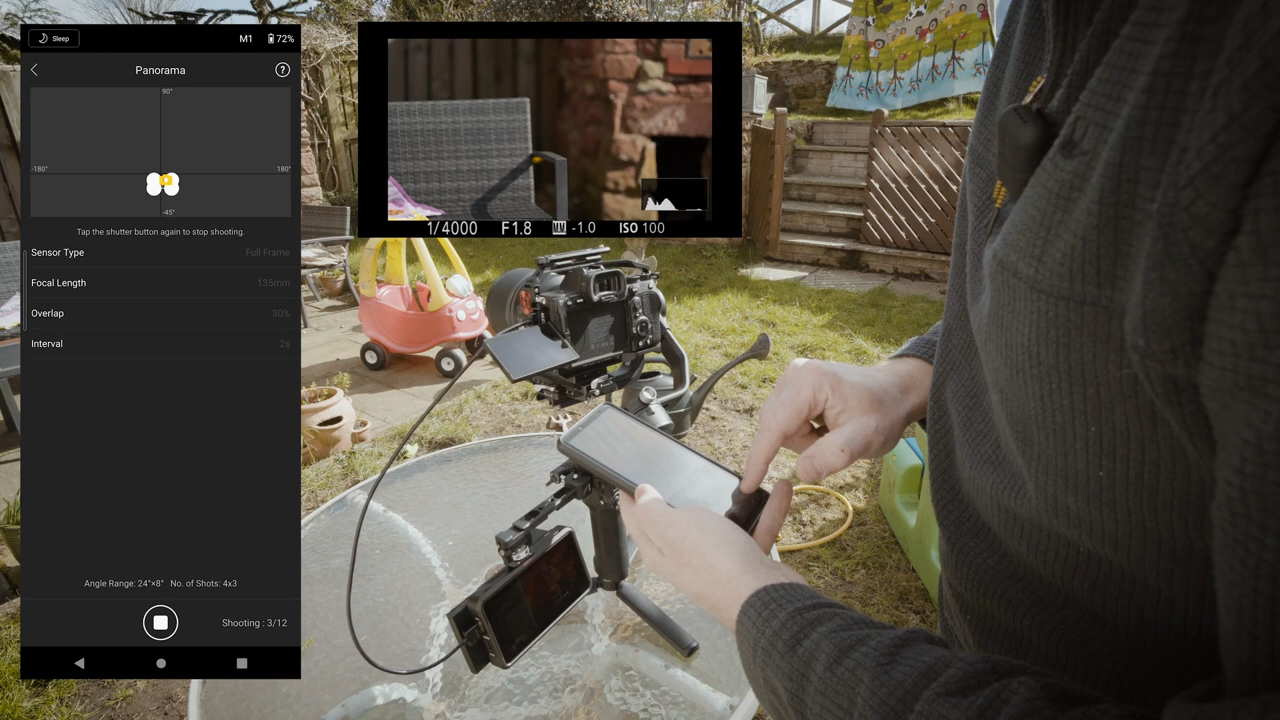 Sleep
M1
72%
Panorama
?
90°
-180°
180°
-45°
Tap the shutter button again to stop shooting.
Sensor Type
Full Frame
Focal Length
135mm
Overlap
30%
Interval
2s
Angle Range: 24°×8° No. of Shots: 4x3
Shooting : 3/12
1/4000 F1.8 MM -1.0 ISO 100